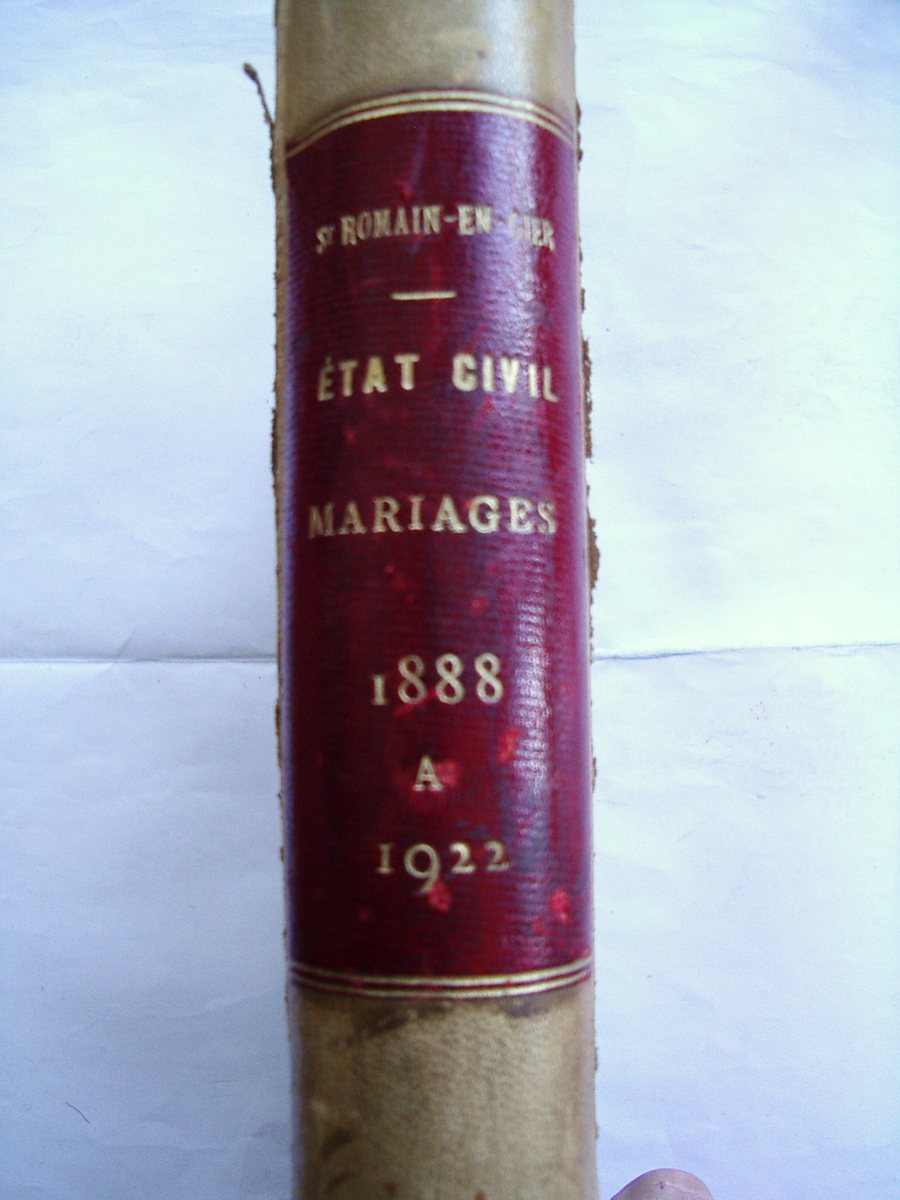 ST ROMAIN-EN-GIER
ÉTAT CIVIL
MARIAGES
1888
A
1922